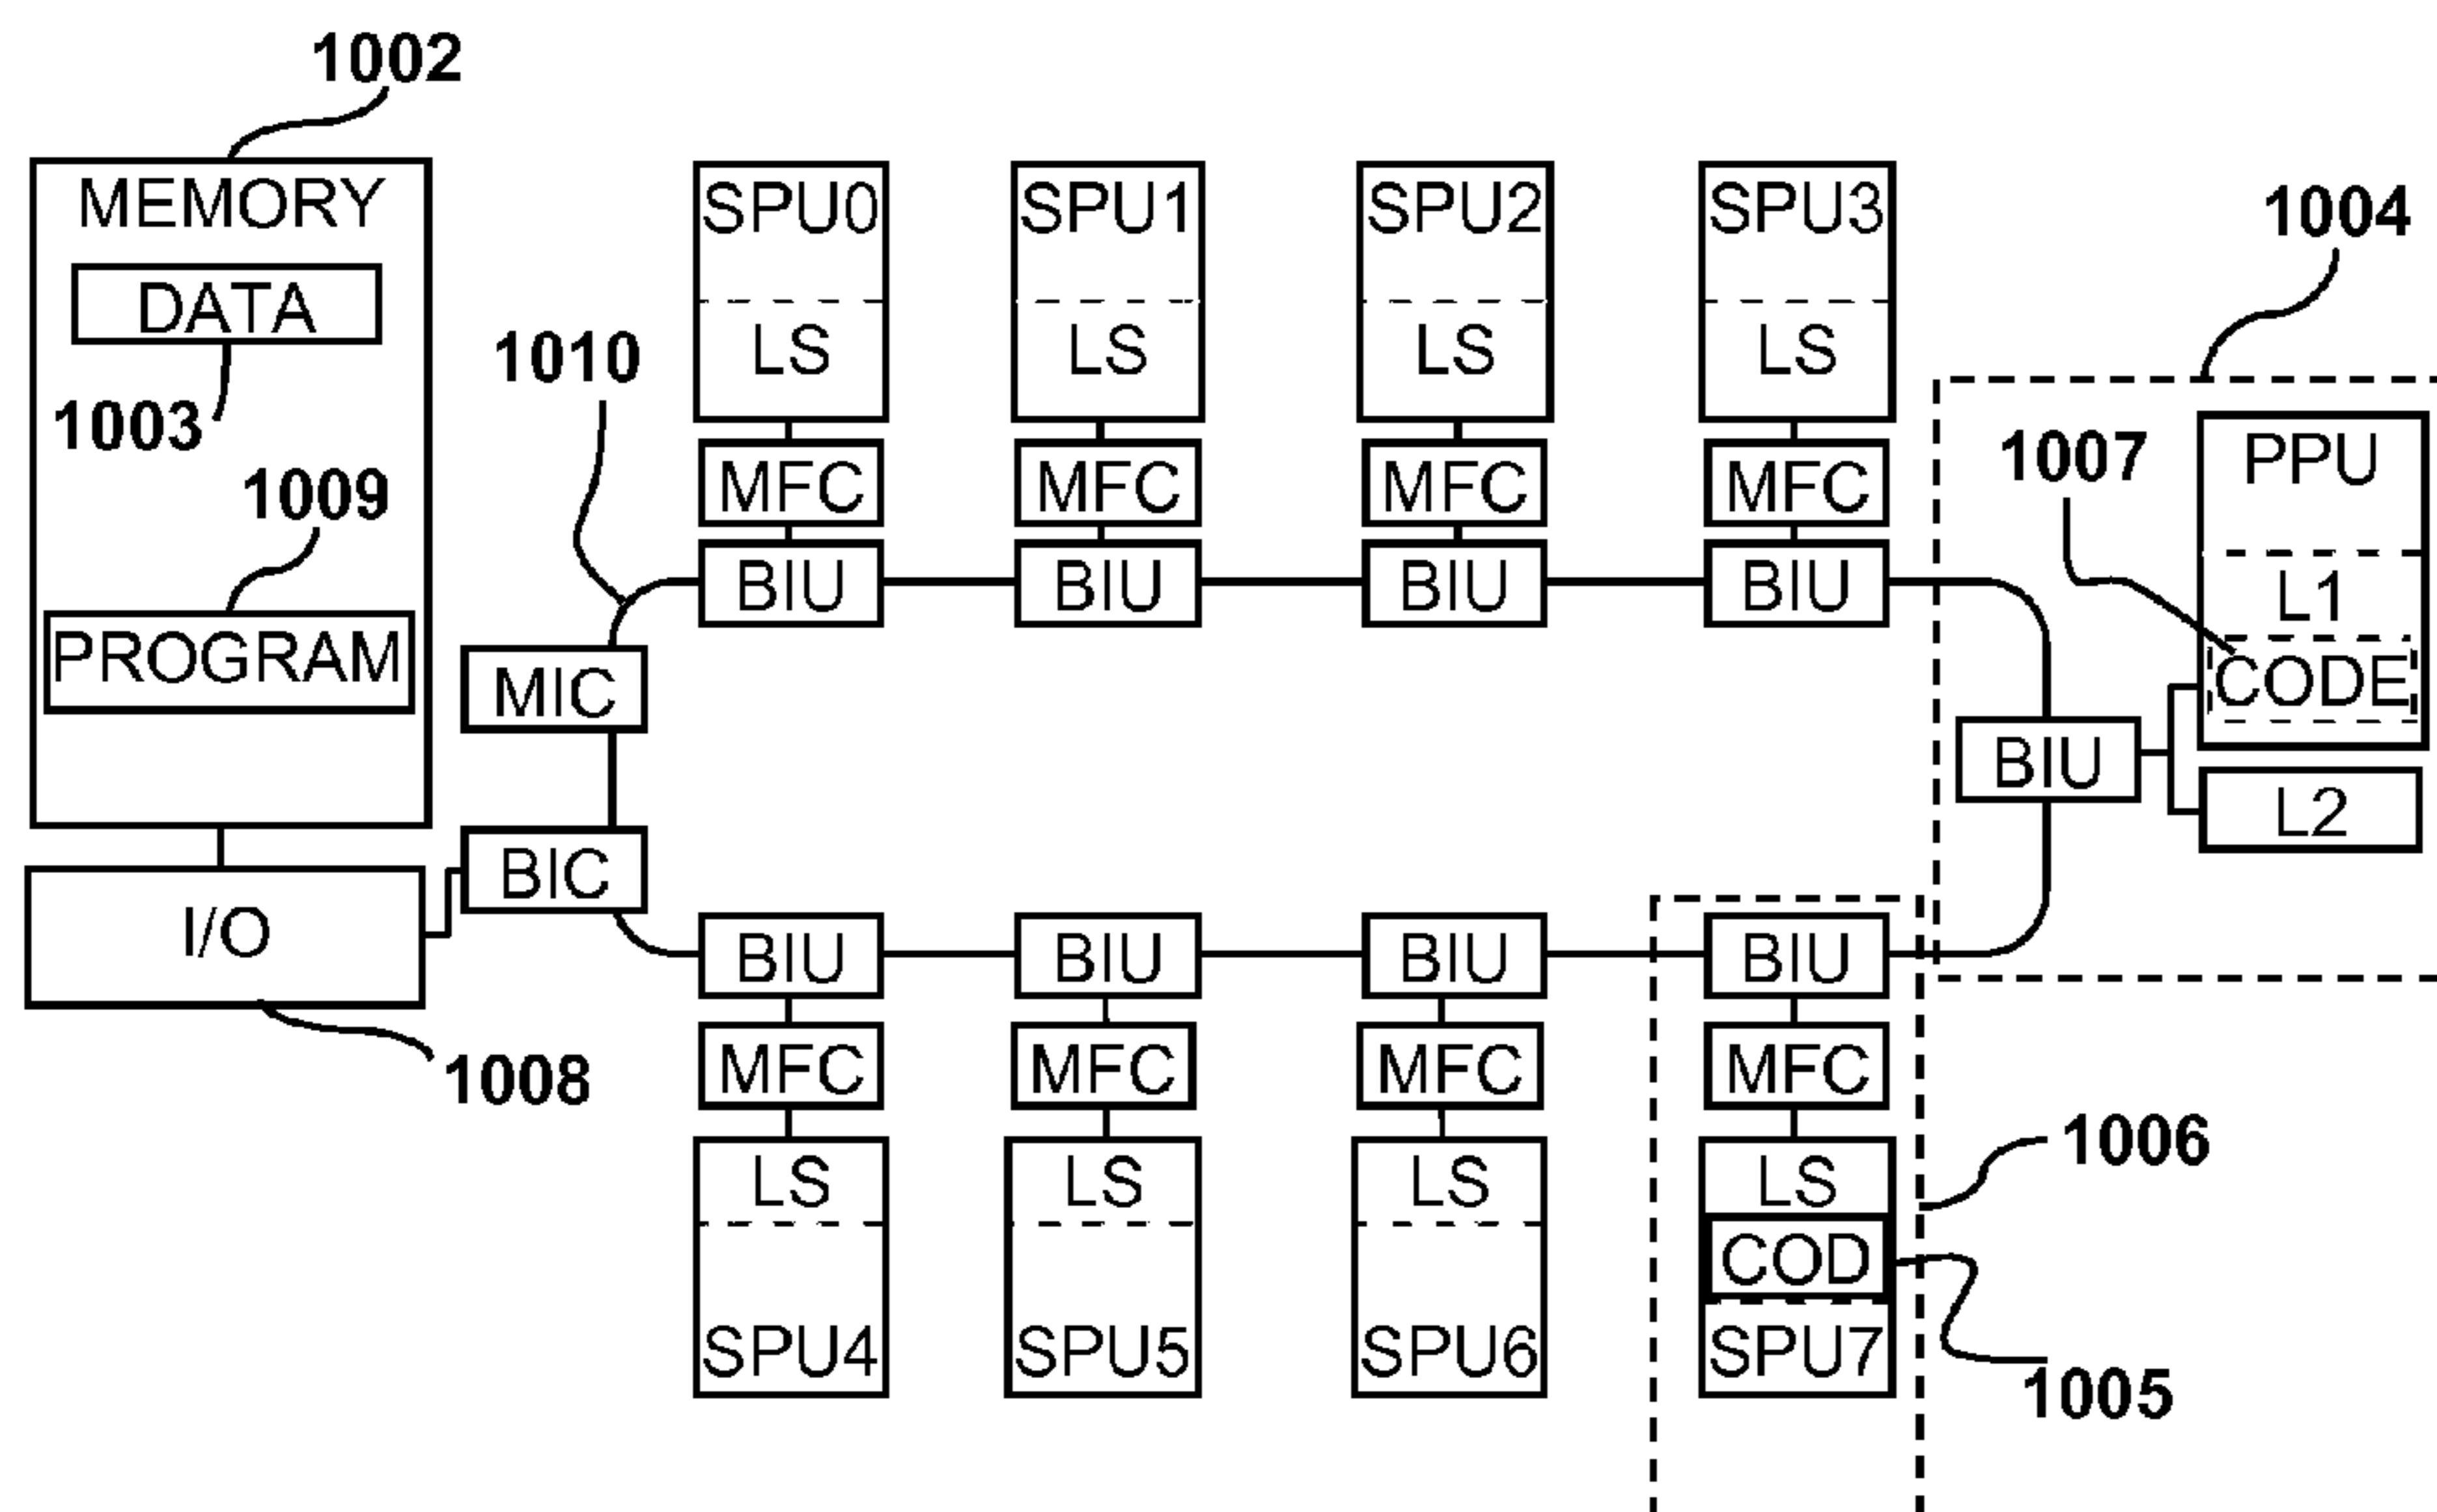 1002
MEMORY
DATA
1003
1009
PROGRAM
I/O
1008
1010
MIC
BIC
SPU0
LS
MFC
BIU
SPU1
LS
MFC
BIU
SPU2
LS
MFC
BIU
SPU3
LS
MFC
BIU
1004
1007
PPU
L1
CODE
BIU
L2
BIU
MFC
LS
SPU4
BIU
MFC
LS
SPU5
BIU
MFC
LS
SPU6
BIU
MFC
LS
COD
SPU7
1006
1005